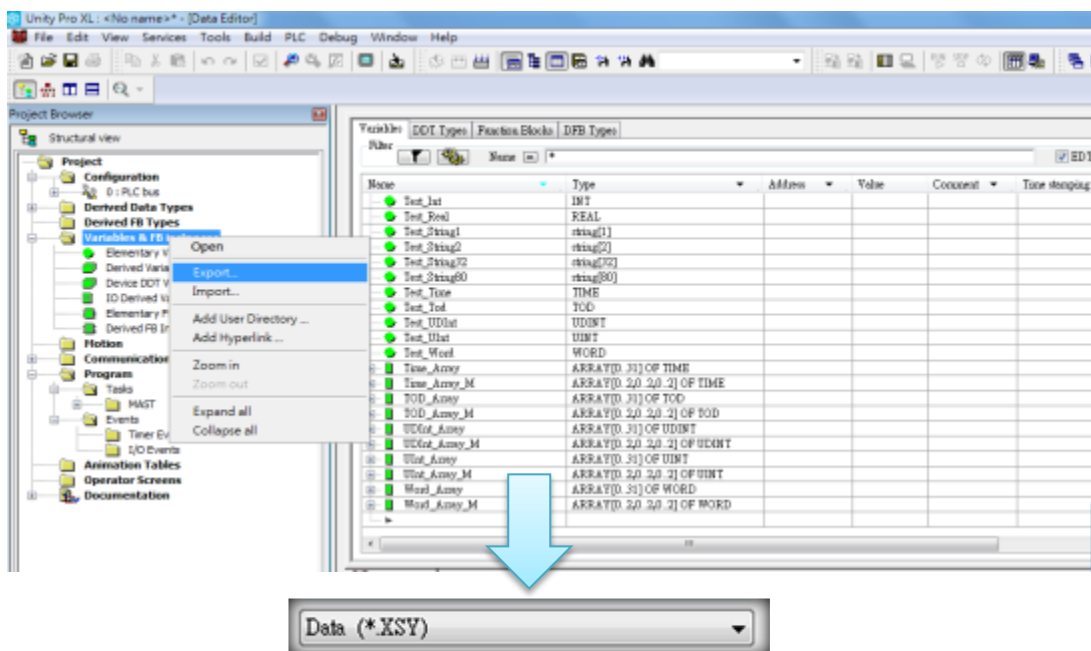 Unity Pro XL : <No name>* - [Data Editor]
File Edit View Services Tools Build PLC Debug Window Help
Project Browser
Structural view
Project
Configuration
0 : PLC bus
Derived Data Types
Derived FB Types
Variables & FB
Elementary V
Derived Varia
Device DDT V
IO Derived Va
Elementary F
Derived FB In
Motion
Communication
Program
Tasks
MAST
Events
Timer Ev
I/O Events
Animation Tables
Operator Screens
Documentation
Open
Export...
Import...
Add User Directory ...
Add Hyperlink ...
Zoom in
Zoom out
Expand all
Collapse all
Variables DDT Types Function Blocks DFB Types
Filter
Name = *
EDT
Name Type Address Value Comment Time stamping
Test_Int INT
Test_Real REAL
Test_String1 string[1]
Test_String2 string[2]
Test_String32 string[32]
Test_String80 string[80]
Test_Time TIME
Test_Tod TOD
Test_UDInt UDINT
Test_UInt UINT
Test_Word WORD
Time_Array ARRAY[0..31] OF TIME
Time_Array_M ARRAY[0..2,0..2,0..2] OF TIME
TOD_Array ARRAY[0..31] OF TOD
TOD_Array_M ARRAY[0..2,0..2,0..2] OF TOD
UDInt_Array ARRAY[0..31] OF UDINT
UDInt_Array_M ARRAY[0..2,0..2,0..2] OF UDINT
UInt_Array ARRAY[0..31] OF UINT
UInt_Array_M ARRAY[0..2,0..2,0..2] OF UINT
Word_Array ARRAY[0..31] OF WORD
Word_Array_M ARRAY[0..2,0..2,0..2] OF WORD
Data (*.XSY)